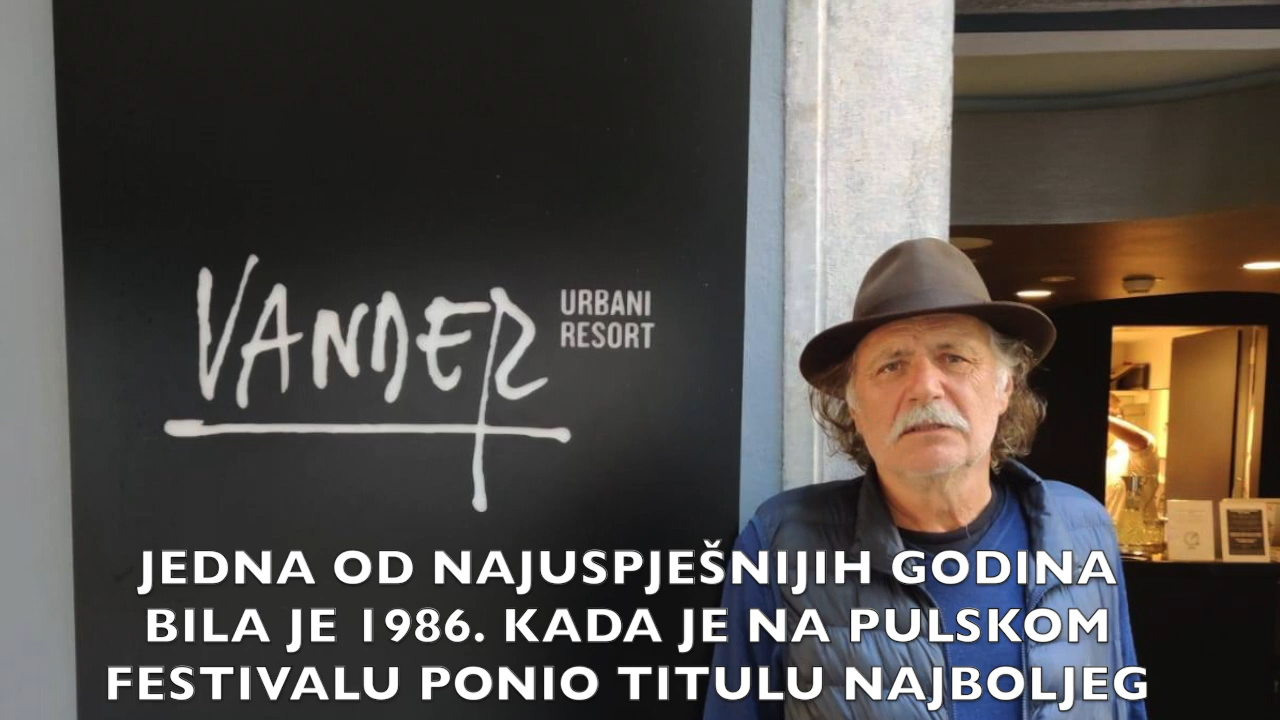 VANDER
URBANI
RESORT
JEDNA OD NAJUSPJEŠNIJIH GODINA
BILA JE 1986. KADA JE NA PULSKOM
FESTIVALU PONIO TITULU NAJBOLJEG